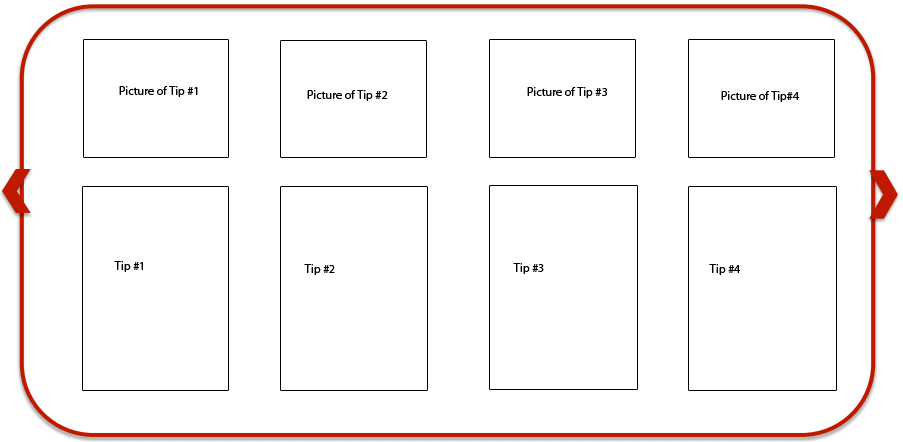 Picture of Tip #1
Picture of Tip #2
Picture of Tip #3
Picture of Tip#4
Tip #1
Tip #2
Tip #3
Tip #4